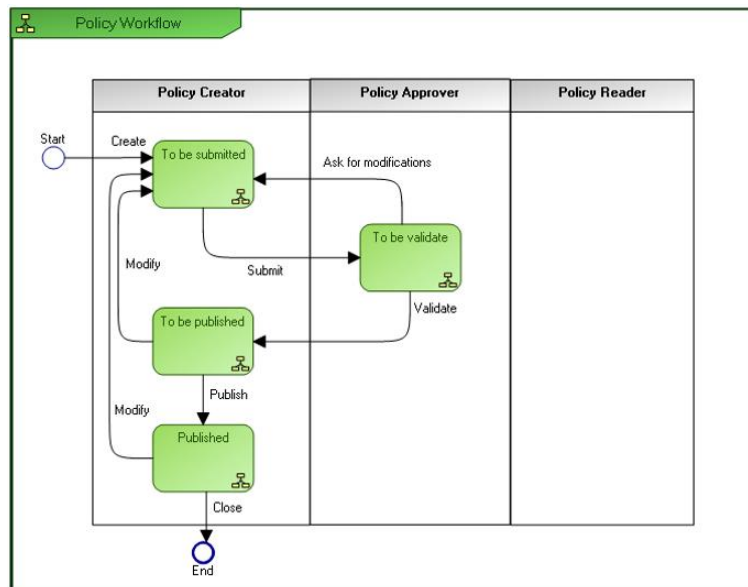 Policy Workflow
Policy Creator
Policy Approver
Policy Reader
Start
Create
To be submitted
Ask for modifications
To be validate
Modify
Submit
Validate
To be published
Publish
Modify
Published
Close
End